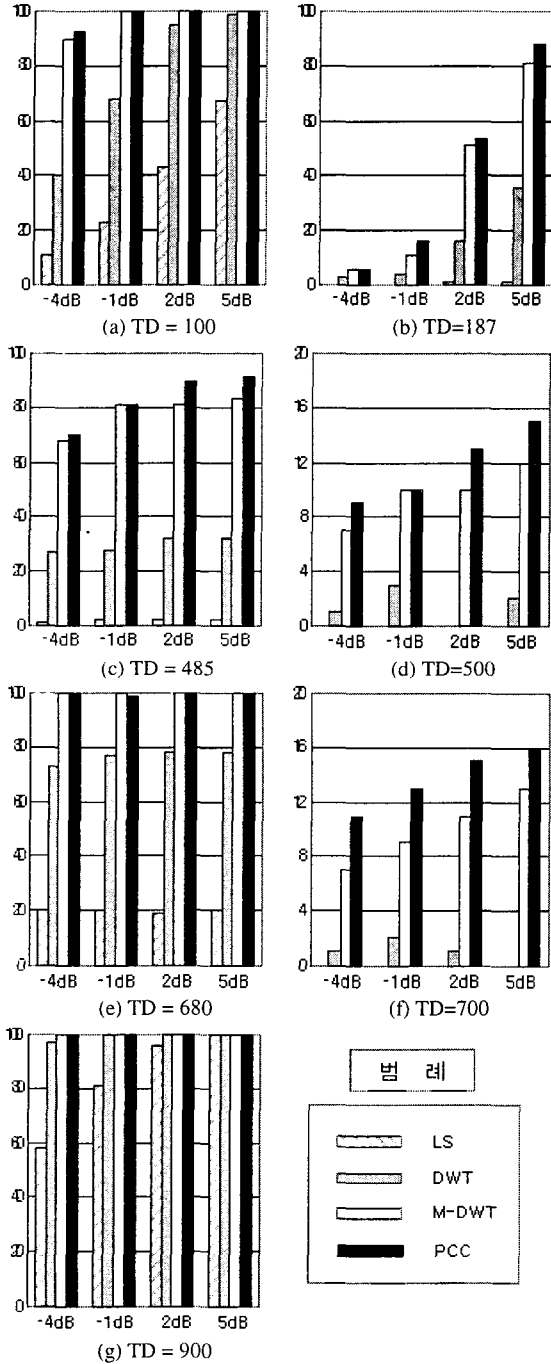 100
80
60
40
20
0
-4dB -1dB 2dB 5dB
(a) TD = 100
100
80
60
40
20
0
-4dB -1dB 2dB 5dB
(b) TD=187
100
80
60
40
20
0
-4dB -1dB 2dB 5dB
(c) TD = 485
20
16
12
8
4
0
-4dB -1dB 2dB 5dB
(d) TD=500
100
80
60
40
20
0
-4dB -1dB 2dB 5dB
(e) TD = 680
20
16
12
8
4
0
-4dB -1dB 2dB 5dB
(f) TD=700
100
80
60
40
20
0
-4dB -1dB 2dB 5dB
(g) TD = 900
범 례
LS
DWT
M-DWT
PCC